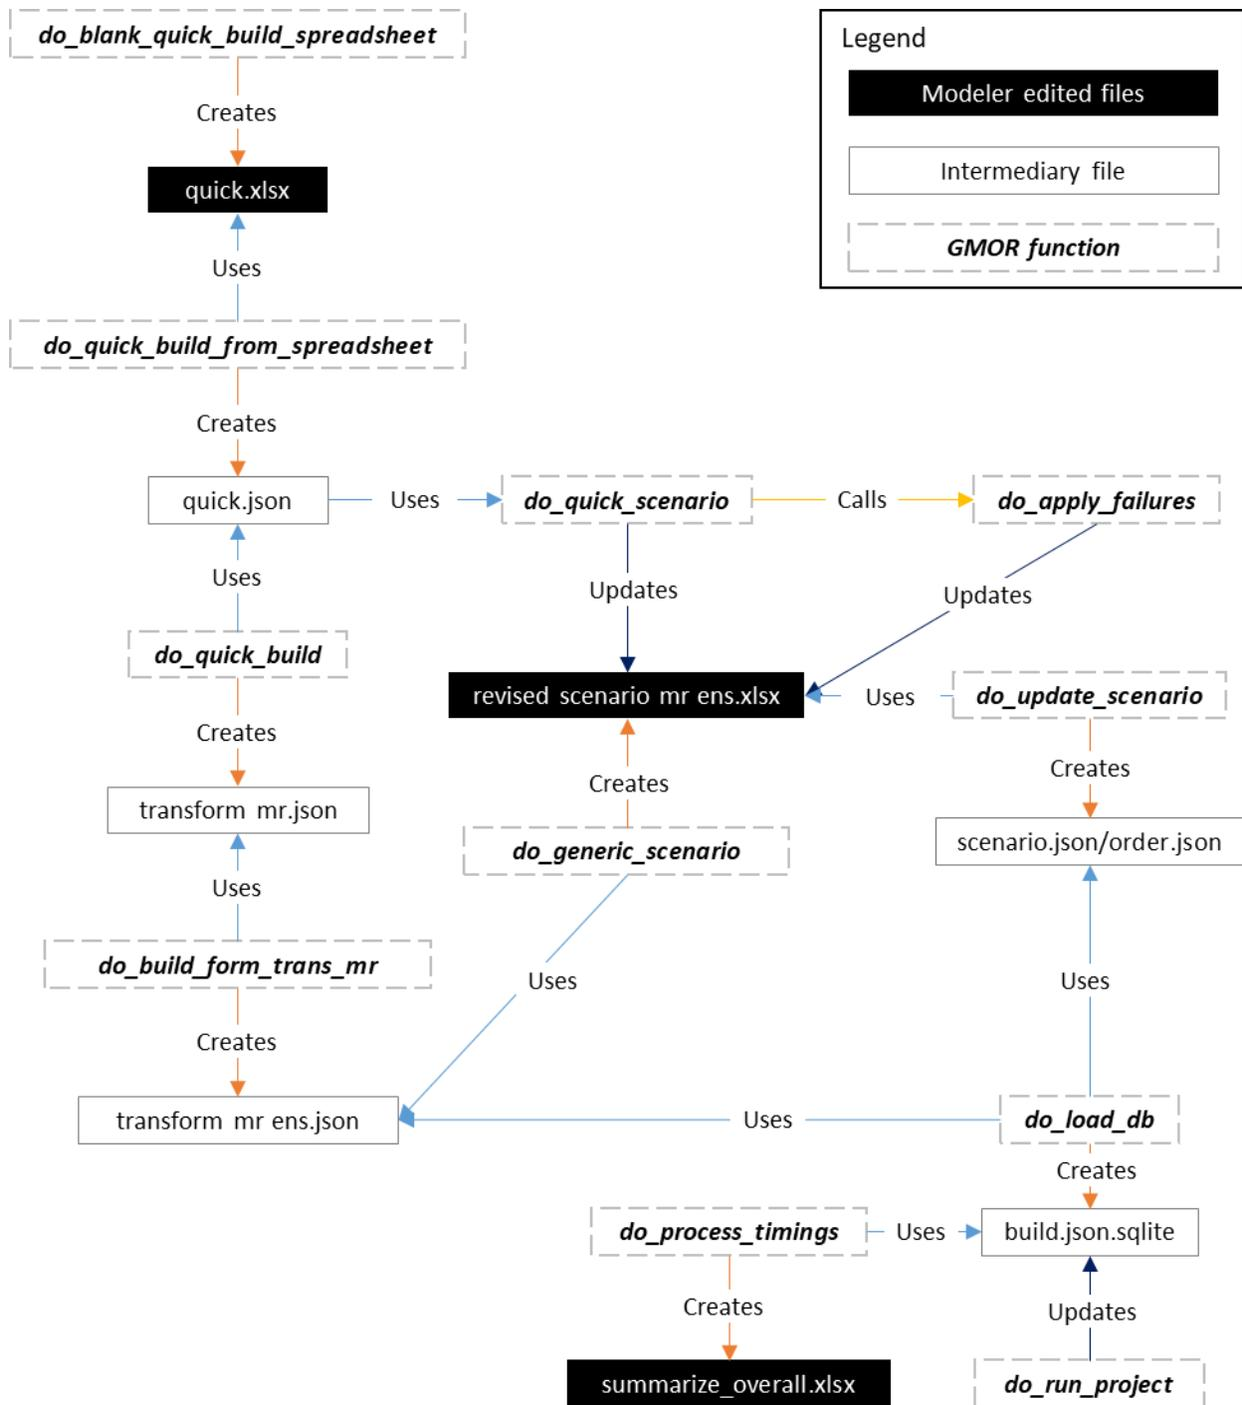 do_blank_quick_build_spreadsheet
Legend
Modeler edited files
Creates
Intermediary file
quick.xlsx
GMOR function
Uses
do_quick_build_from_spreadsheet
Creates
quick.json
Uses
do_quick_scenario
Calls
do_apply_failures
Uses
Updates
Updates
do_quick_build
revised scenario mr ens.xlsx
Uses
do_update_scenario
Creates
Creates
Creates
transform mr.json
do_generic_scenario
scenario.json/order.json
Uses
do_build_form_trans_mr
Uses
Uses
Creates
transform mr ens.json
Uses
do_load_db
Creates
do_process_timings
Uses
build.json.sqlite
Creates
Updates
summarize_overall.xlsx
do_run_project